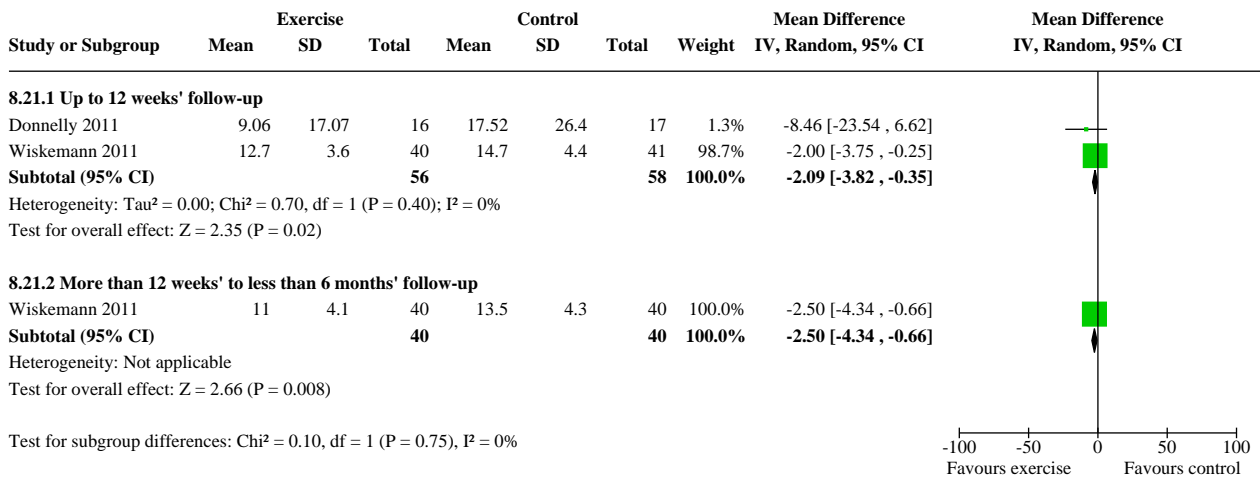 Exercise Control Mean Difference Mean Difference
Study or Subgroup Mean SD Total Mean SD Total Weight IV, Random, 95% CI IV, Random, 95% CI
8.21.1 Up to 12 weeks' follow-up
Donnelly 2011 9.06 17.07 16 17.52 26.4 17 1.3% -8.46 [-23.54 , 6.62]
Wiskemann 2011 12.7 3.6 40 14.7 4.4 41 98.7% -2.00 [-3.75 , -0.25]
Subtotal (95% CI) 56 58 100.0% -2.09 [-3.82 , -0.35]
Heterogeneity: Tau² = 0.00; Chi² = 0.70, df = 1 (P = 0.40); I² = 0%
Test for overall effect: Z = 2.35 (P = 0.02)
8.21.2 More than 12 weeks' to less than 6 months' follow-up
Wiskemann 2011 11 4.1 40 13.5 4.3 40 100.0% -2.50 [-4.34 , -0.66]
Subtotal (95% CI) 40 40 100.0% -2.50 [-4.34 , -0.66]
Heterogeneity: Not applicable
Test for overall effect: Z = 2.66 (P = 0.008)
Test for subgroup differences: Chi² = 0.10, df = 1 (P = 0.75), I² = 0%
-100 -50 0 50 100
Favours exercise Favours control